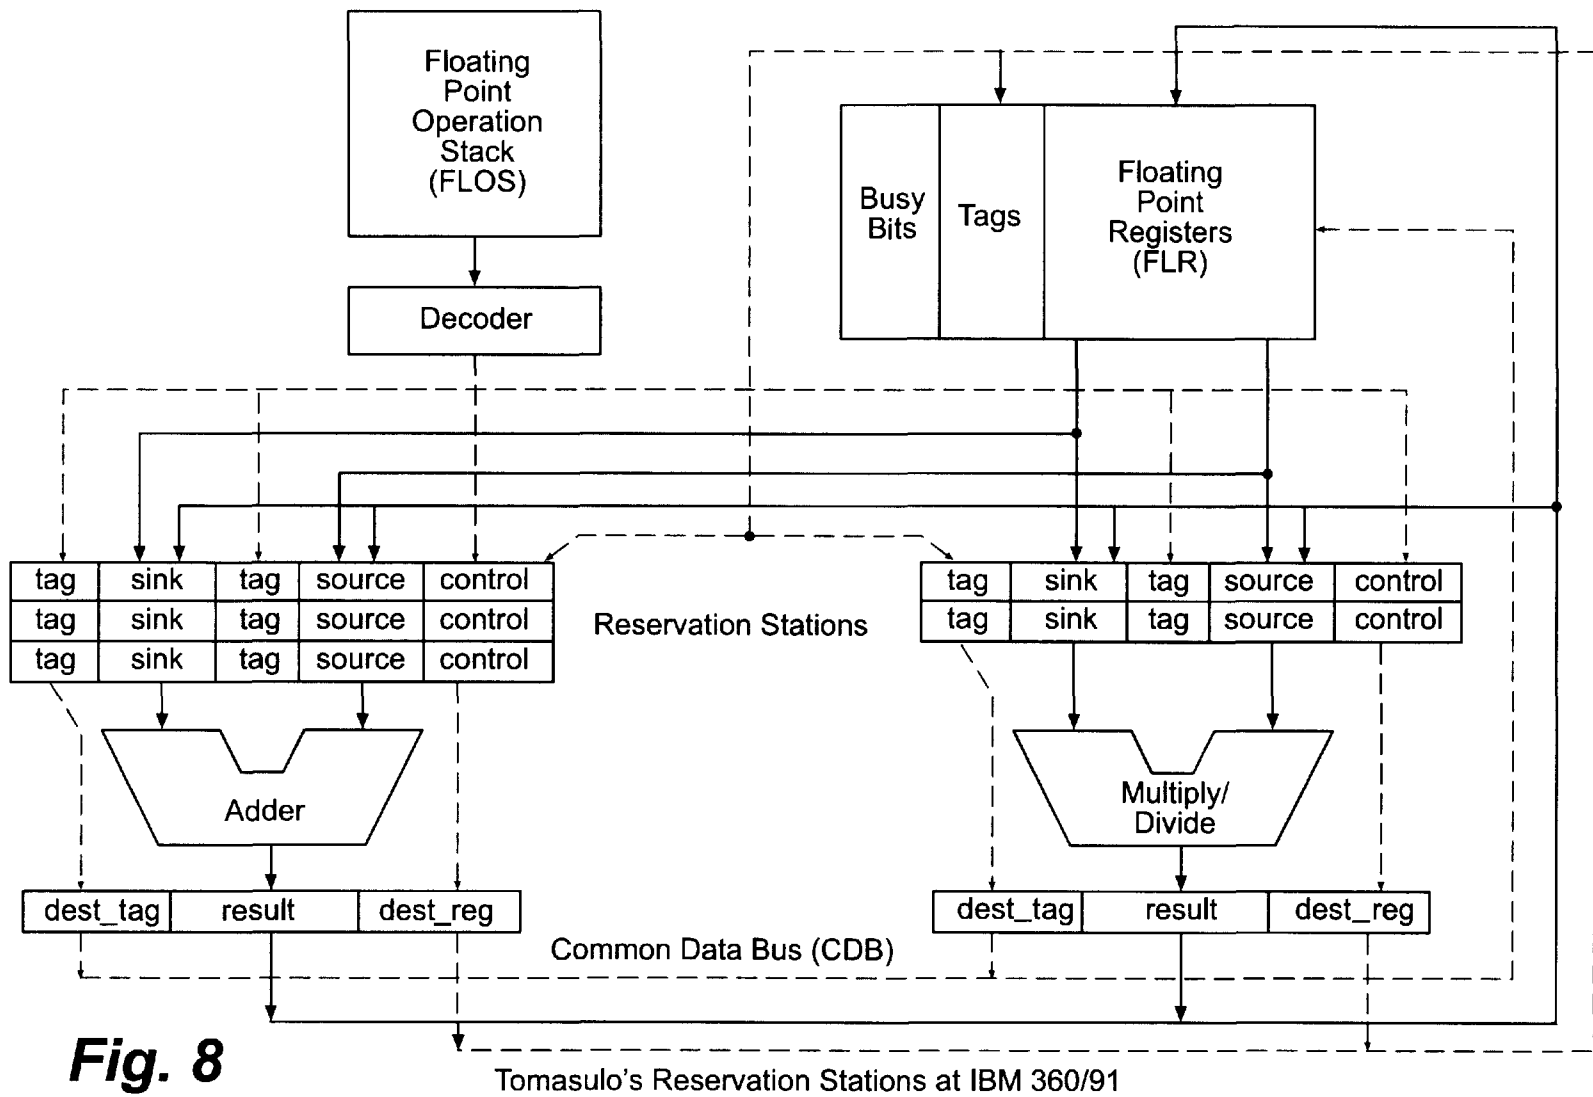 Floating
Point
Operation
Stack
(FLOS)
Decoder
Busy
Bits
Tags
Floating
Point
Registers
(FLR)
tag sink tag source control
tag sink tag source control
tag sink tag source control
Reservation Stations
tag sink tag source control
tag sink tag source control
Adder
Multiply/
Divide
dest_tag result dest_reg
dest_tag result dest_reg
Common Data Bus (CDB)
Fig. 8
Tomasulo's Reservation Stations at IBM 360/91